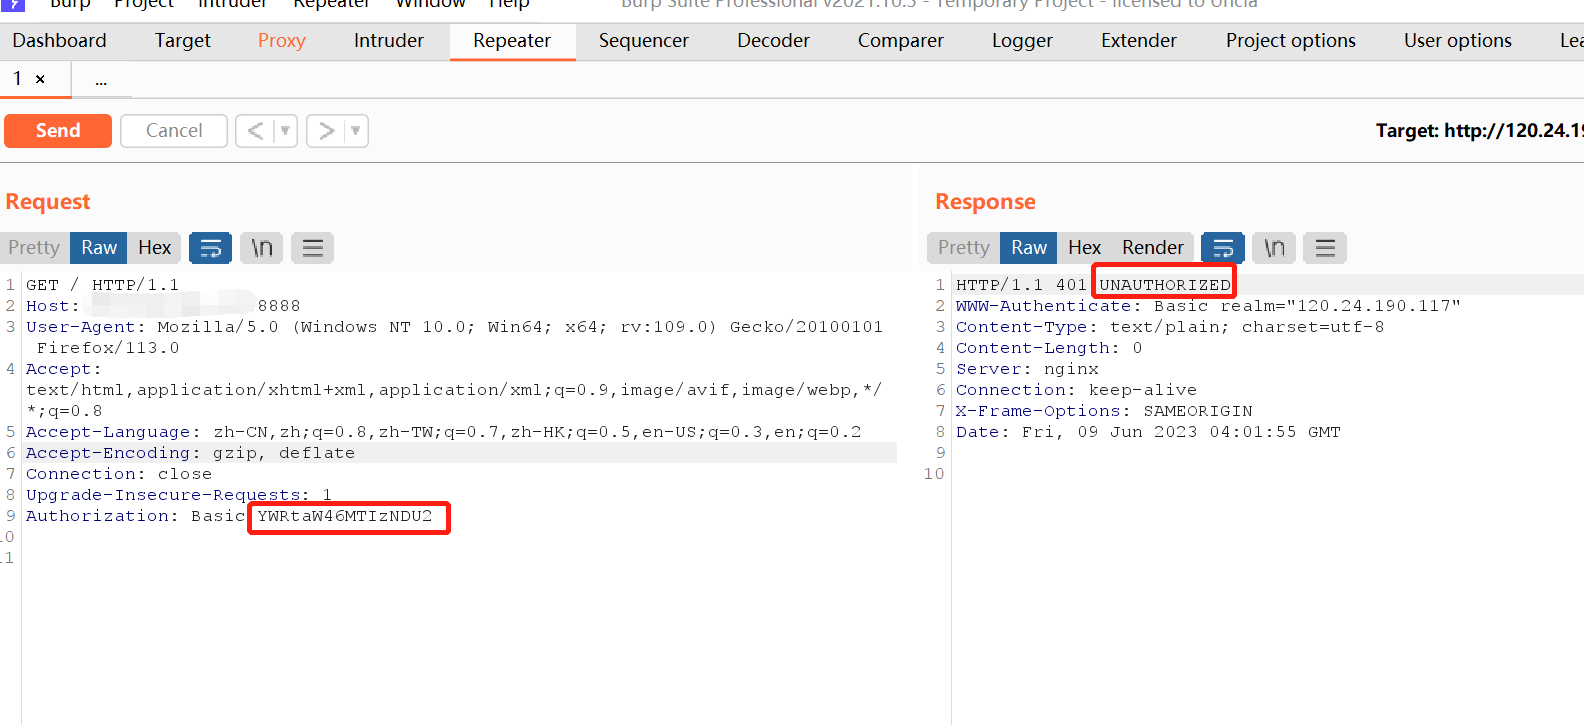 Burp Project Intruder Repeater Window Help Burp Suite Professional v2021.10.3 - Temporary Project - licensed to
Dashboard Target Proxy Intruder Repeater Sequencer Decoder Comparer Logger Extender Project options User options
1 × ...
Send Cancel < ▼ > ▼ Target: http://120.24.19
Request
Pretty Raw Hex \n
1 GET / HTTP/1.1
2 Host: 8888
3 User-Agent: Mozilla/5.0 (Windows NT 10.0; Win64; x64; rv:109.0) Gecko/20100101
Firefox/113.0
4 Accept:
text/html,application/xhtml+xml,application/xml;q=0.9,image/avif,image/webp,*/
*;q=0.8
5 Accept-Language: zh-CN,zh;q=0.8,zh-TW;q=0.7,zh-HK;q=0.5,en-US;q=0.3,en;q=0.2
6 Accept-Encoding: gzip, deflate
7 Connection: close
8 Upgrade-Insecure-Requests: 1
9 Authorization: Basic YWRtaW46MTIzNDU2
10
11
Response
Pretty Raw Hex Render \n
1 HTTP/1.1 401 UNAUTHORIZED
2 WWW-Authenticate: Basic realm="120.24.190.117"
3 Content-Type: text/plain; charset=utf-8
4 Content-Length: 0
5 Server: nginx
6 Connection: keep-alive
7 X-Frame-Options: SAMEORIGIN
8 Date: Fri, 09 Jun 2023 04:01:55 GMT
9
10